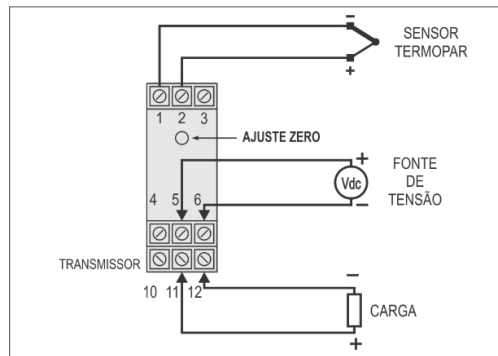 −
SENSOR
TERMOPAR
+
1 2 3
AJUSTE ZERO
+
FONTE
DE
TENSÃO
Vdc
4 5 6
−
TRANSMISSOR
10 11 12
−
CARGA
+